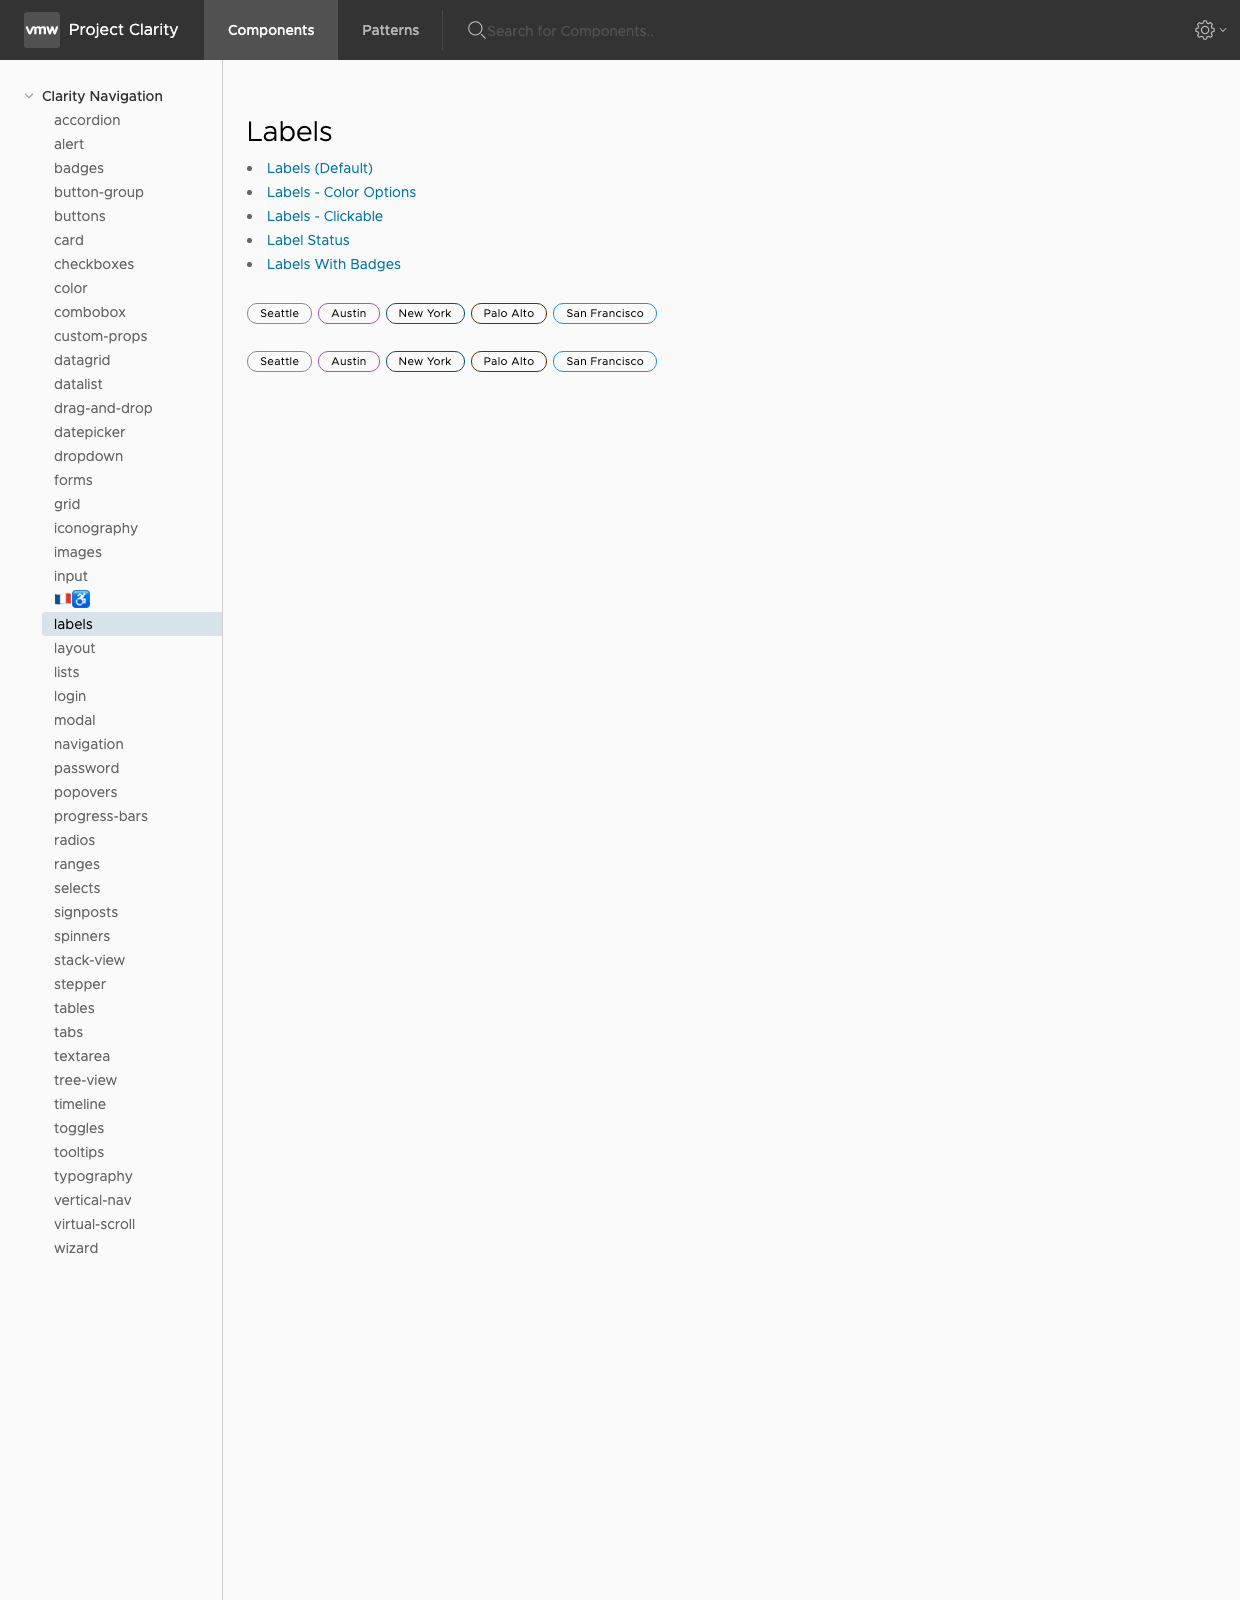 vmw Project Clarity Components Patterns Search for Components..
Clarity Navigation
accordion
alert
badges
button-group
buttons
card
checkboxes
color
combobox
custom-props
datagrid
datalist
drag-and-drop
datepicker
dropdown
forms
grid
iconography
images
input
🇫🇷♿
labels
layout
lists
login
modal
navigation
password
popovers
progress-bars
radios
ranges
selects
signposts
spinners
stack-view
stepper
tables
tabs
textarea
tree-view
timeline
toggles
tooltips
typography
vertical-nav
virtual-scroll
wizard
Labels
Labels (Default)
Labels - Color Options
Labels - Clickable
Label Status
Labels With Badges
Seattle Austin New York Palo Alto San Francisco
Seattle Austin New York Palo Alto San Francisco